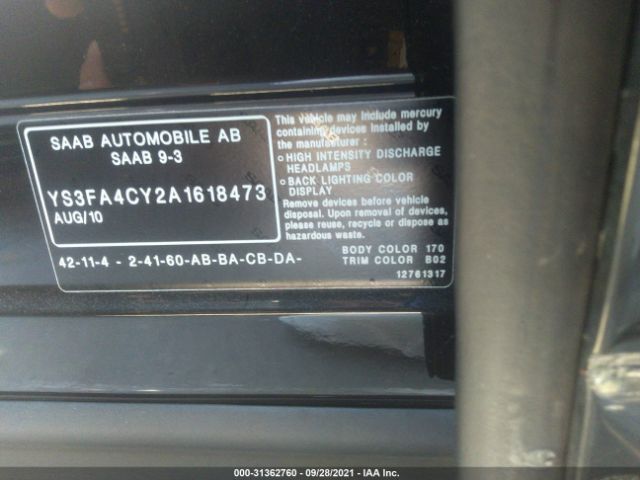 SAAB AUTOMOBILE AB
SAAB 9-3
YS3FA4CY2A1618473
AUG/10
42-11-4 - 2-41-60-AB-BA-CB-DA-
This vehicle may include mercury
containing devices installed by
the manufacturer :
o HIGH INTENSITY DISCHARGE
HEADLAMPS
o BACK LIGHTING COLOR
DISPLAY
Remove devices before vehicle
disposal. Upon removal of devices,
please reuse, recycle or dispose as
hazardous waste.
BODY COLOR 170
TRIM COLOR B02
12761317
000-31362760 - 09/28/2021 - IAA Inc.